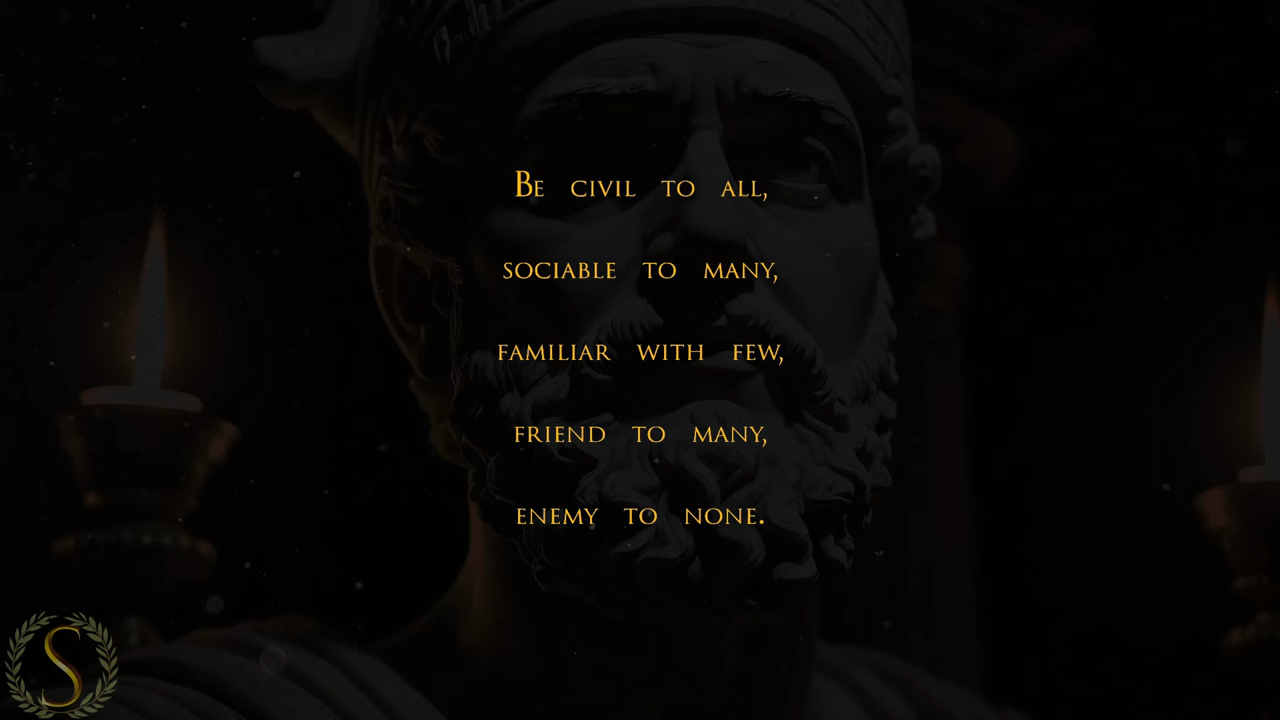 Be civil to all,
sociable to many,
familiar with few,
friend to many,
enemy to none.
S